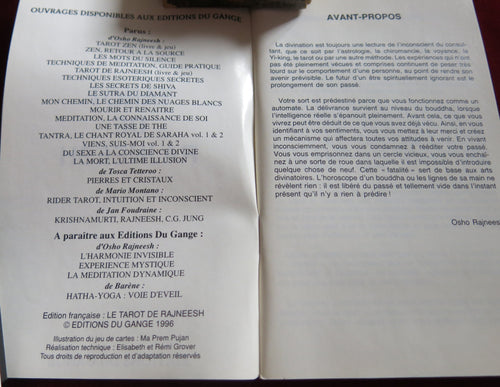 OUVRAGES DISPONIBLES AUX EDITIONS DU GANGE
Parus :
d'Osho Rajneesh :
TAROT ZEN (livre & jeu)
ZEN, RETOUR A LA SOURCE
LES MOTS DU SILENCE
TECHNIQUES DE MEDITATION, GUIDE PRATIQUE
TAROT DE RAJNEESH (livre & jeu)
TECHNIQUES ESOTERIQUES SECRETES
LES SECRETS DE SHIVA
LE SUTRA DU DIAMANT
MON CHEMIN, LE CHEMIN DES NUAGES BLANCS
MOURIR ET RENAITRE
MEDITATION, LA CONNAISSANCE DE SOI
UNE TASSE DE THE
TANTRA, LE CHANT ROYAL DE SARAHA vol. 1 & 2
VIENS, SUIS-MOI vol. 1 & 2
DU SEXE A LA CONSCIENCE DIVINE
LA MORT, L'ULTIME ILLUSION
de Tosca Tetteroo :
PIERRES ET CRISTAUX
de Mario Montano :
RIDER TAROT, INTUITION ET INCONSCIENT
de Jan Foudraine :
KRISHNAMURTI, RAJNEESH, C.G. JUNG
A paraître aux Editions Du Gange :
d'Osho Rajneesh :
L'HARMONIE INVISIBLE
EXPERIENCE MYSTIQUE
LA MEDITATION DYNAMIQUE
de Barène :
HATHA-YOGA : VOIE D'EVEIL
Edition française : LE TAROT DE RAJNEESH
© EDITIONS DU GANGE 1996
Illustration du jeu de cartes : Ma Prem Pujan
Réalisation technique : Elisabeth et Rémi Grover
Tous droits de reproduction et d'adaptation réservés
AVANT-PROPOS
La divination est toujours une lecture de l'inconscient du consul-
tant, que ce soit par l'astrologie, la chiromancie, la voyance, le
Yi-king, le tarot ou par une autre méthode. Les expériences qui n'ont
pas été pleinement vécues et comprises continuent de peser très
lourd sur le comportement d'une personne, au point de rendre son
avenir prévisible. Le futur d'un être spirituellement ignorant est le
prolongement de son passé.
Votre sort est prédestiné parce que vous fonctionnez comme un
automate. La délivrance survient au niveau du bouddha, lorsque
l'intelligence réelle s'épanouit pleinement. Avant cela, ce que vous
vivrez peut être déduit de ce que vous avez déjà vécu. Ainsi, en vous
identifiant à vos sentiments, vous vous mettez à leur merci et créez
un mécanisme qui affectera toutes vos attitudes à venir. En vivant
inconsciemment, vous vous condamnez à rééditer votre passé.
Vous vous emprisonnez dans un cercle vicieux, vous vous enchaî-
nez à une sorte de roue dans laquelle il est impossible d'introduire
quelque chose de neuf. Cette « fatalité » sert de base aux arts
divinatoires. L'horoscope d'un bouddha ou les lignes de sa main ne
révèlent rien : il est libéré du passé et tellement vide dans l'instant
présent qu'il n'y a rien à prédire !
Osho Rajnees